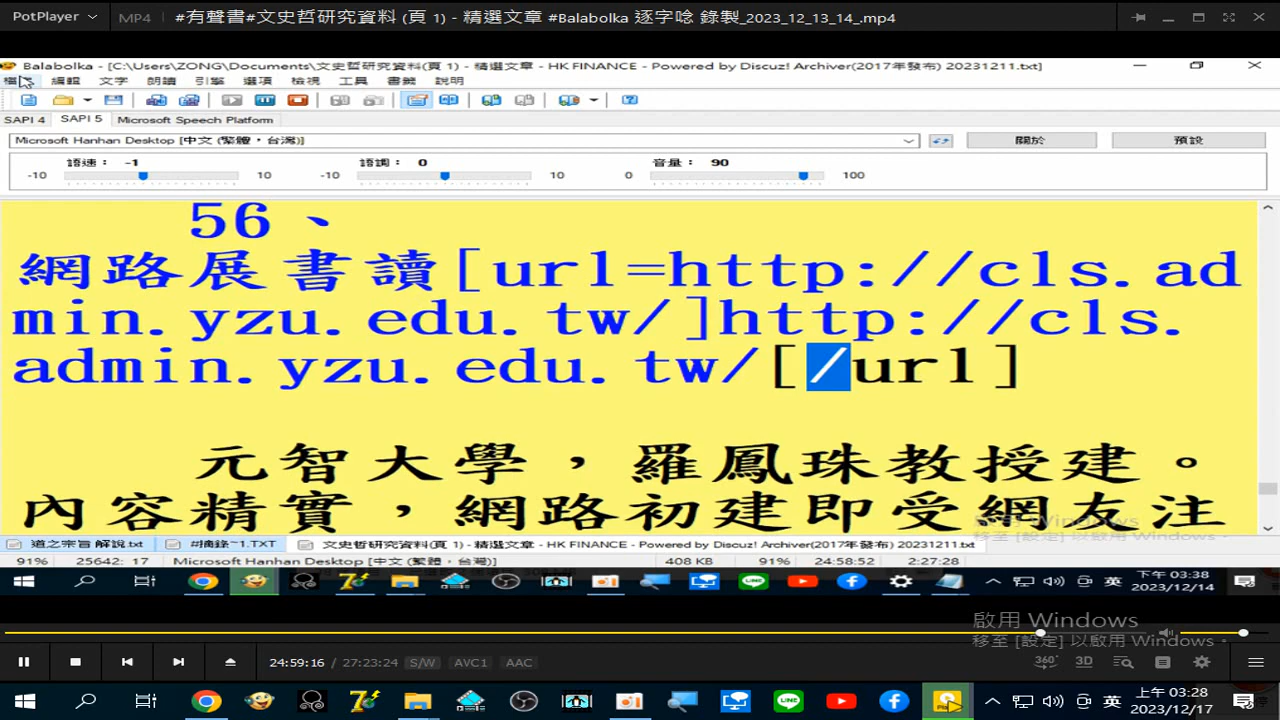 PotPlayer MP4 #有聲書#文史哲研究資料 (頁 1) - 精選文章 #Balabolka 逐字唸 錄製_2023_12_13_14_.mp4
Balabolka - [C:\Users\ZONG\Documents\文史哲研究資料(頁 1) - 精選文章 - HK FINANCE - Powered by Discuz! Archiver(2017年發布) 20231211.txt]
檔案 編輯 文字 朗讀 引擎 選項 檢視 工具 書籤 說明
SAPI 4 SAPI 5 Microsoft Speech Platform
Microsoft Hanhan Desktop [中文 (繁體，台灣)] 關於 預設
語速： -1 語調： 0 音量： 90
-10 10 -10 10 0 100
56、
網路展書讀[url=http://cls.ad
min.yzu.edu.tw/]http://cls.
admin.yzu.edu.tw/[/url]
元智大學，羅鳳珠教授建。
內容精實，網路初建即受網友注
啟用 Windows
移至 [設定] 以啟用 Windows。
道之宗旨 解說.txt #摘錄~1.TXT 文史哲研究資料(頁 1) - 精選文章 - HK FINANCE - Powered by Discuz! Archiver(2017年發布) 20231211.txt
91% 25642: 17 Microsoft Hanhan Desktop [中文 (繁體，台灣)] 408 KB 91% 24:58:52 2:27:28
英 下午 03:38
2023/12/14
啟用 Windows
移至 [設定] 以啟用 Windows。
24:59:16 / 27:23:24 S/W AVC1 AAC 360° 3D
英 上午 03:28
2023/12/17